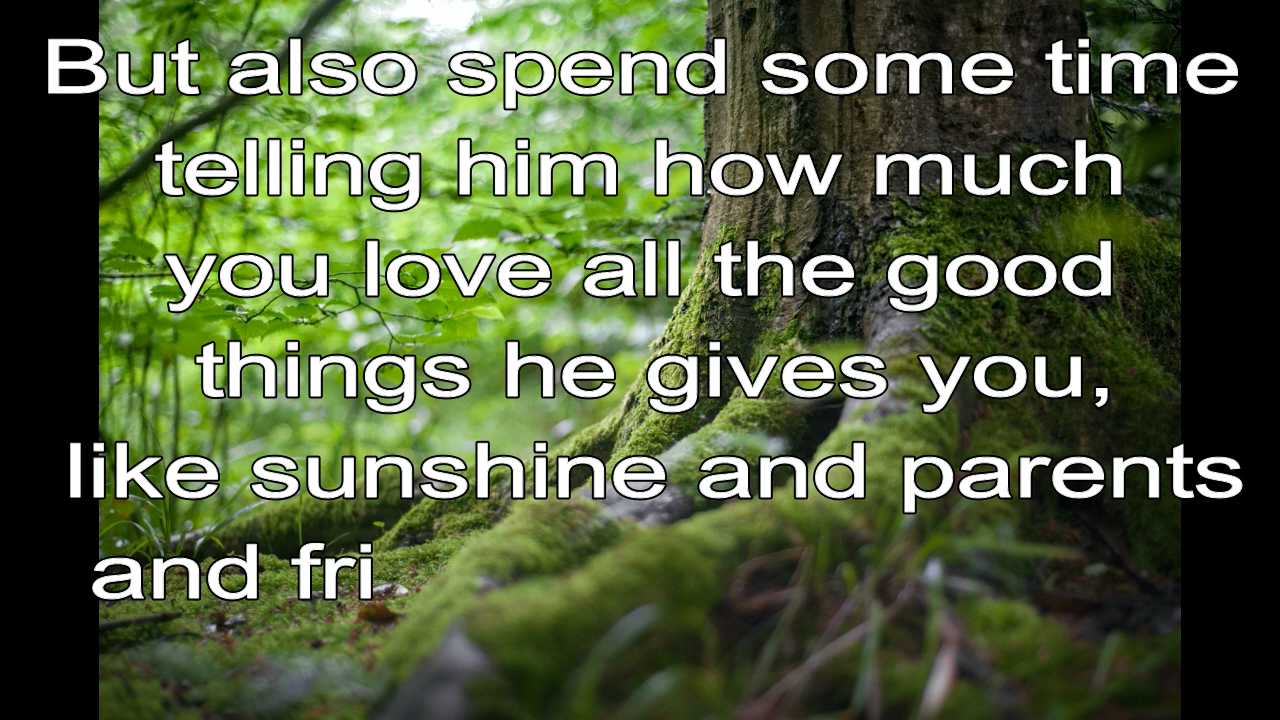 But also spend some time
telling him how much
you love all the good
things he gives you,
like sunshine and parents
and fri